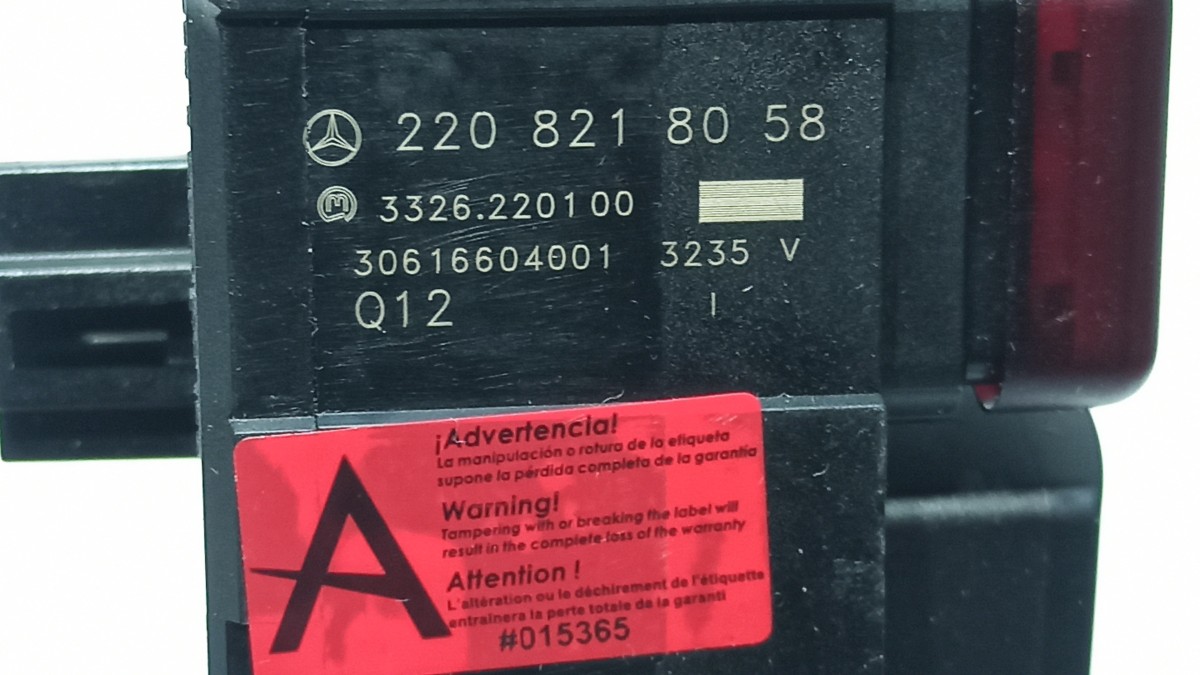 220 821 80 58
3326.220100
30616604001 3235 V
Q12 I
¡Advertencia!
La manipulación o rotura de la etiqueta
supone la pérdida completa de la garantía
Warning!
Tampering with or breaking the label will
result in the complete loss of the warranty
Attention !
L'altération ou le déchirement de l'étiquette
entraînera la perte totale de la garanti
#015365